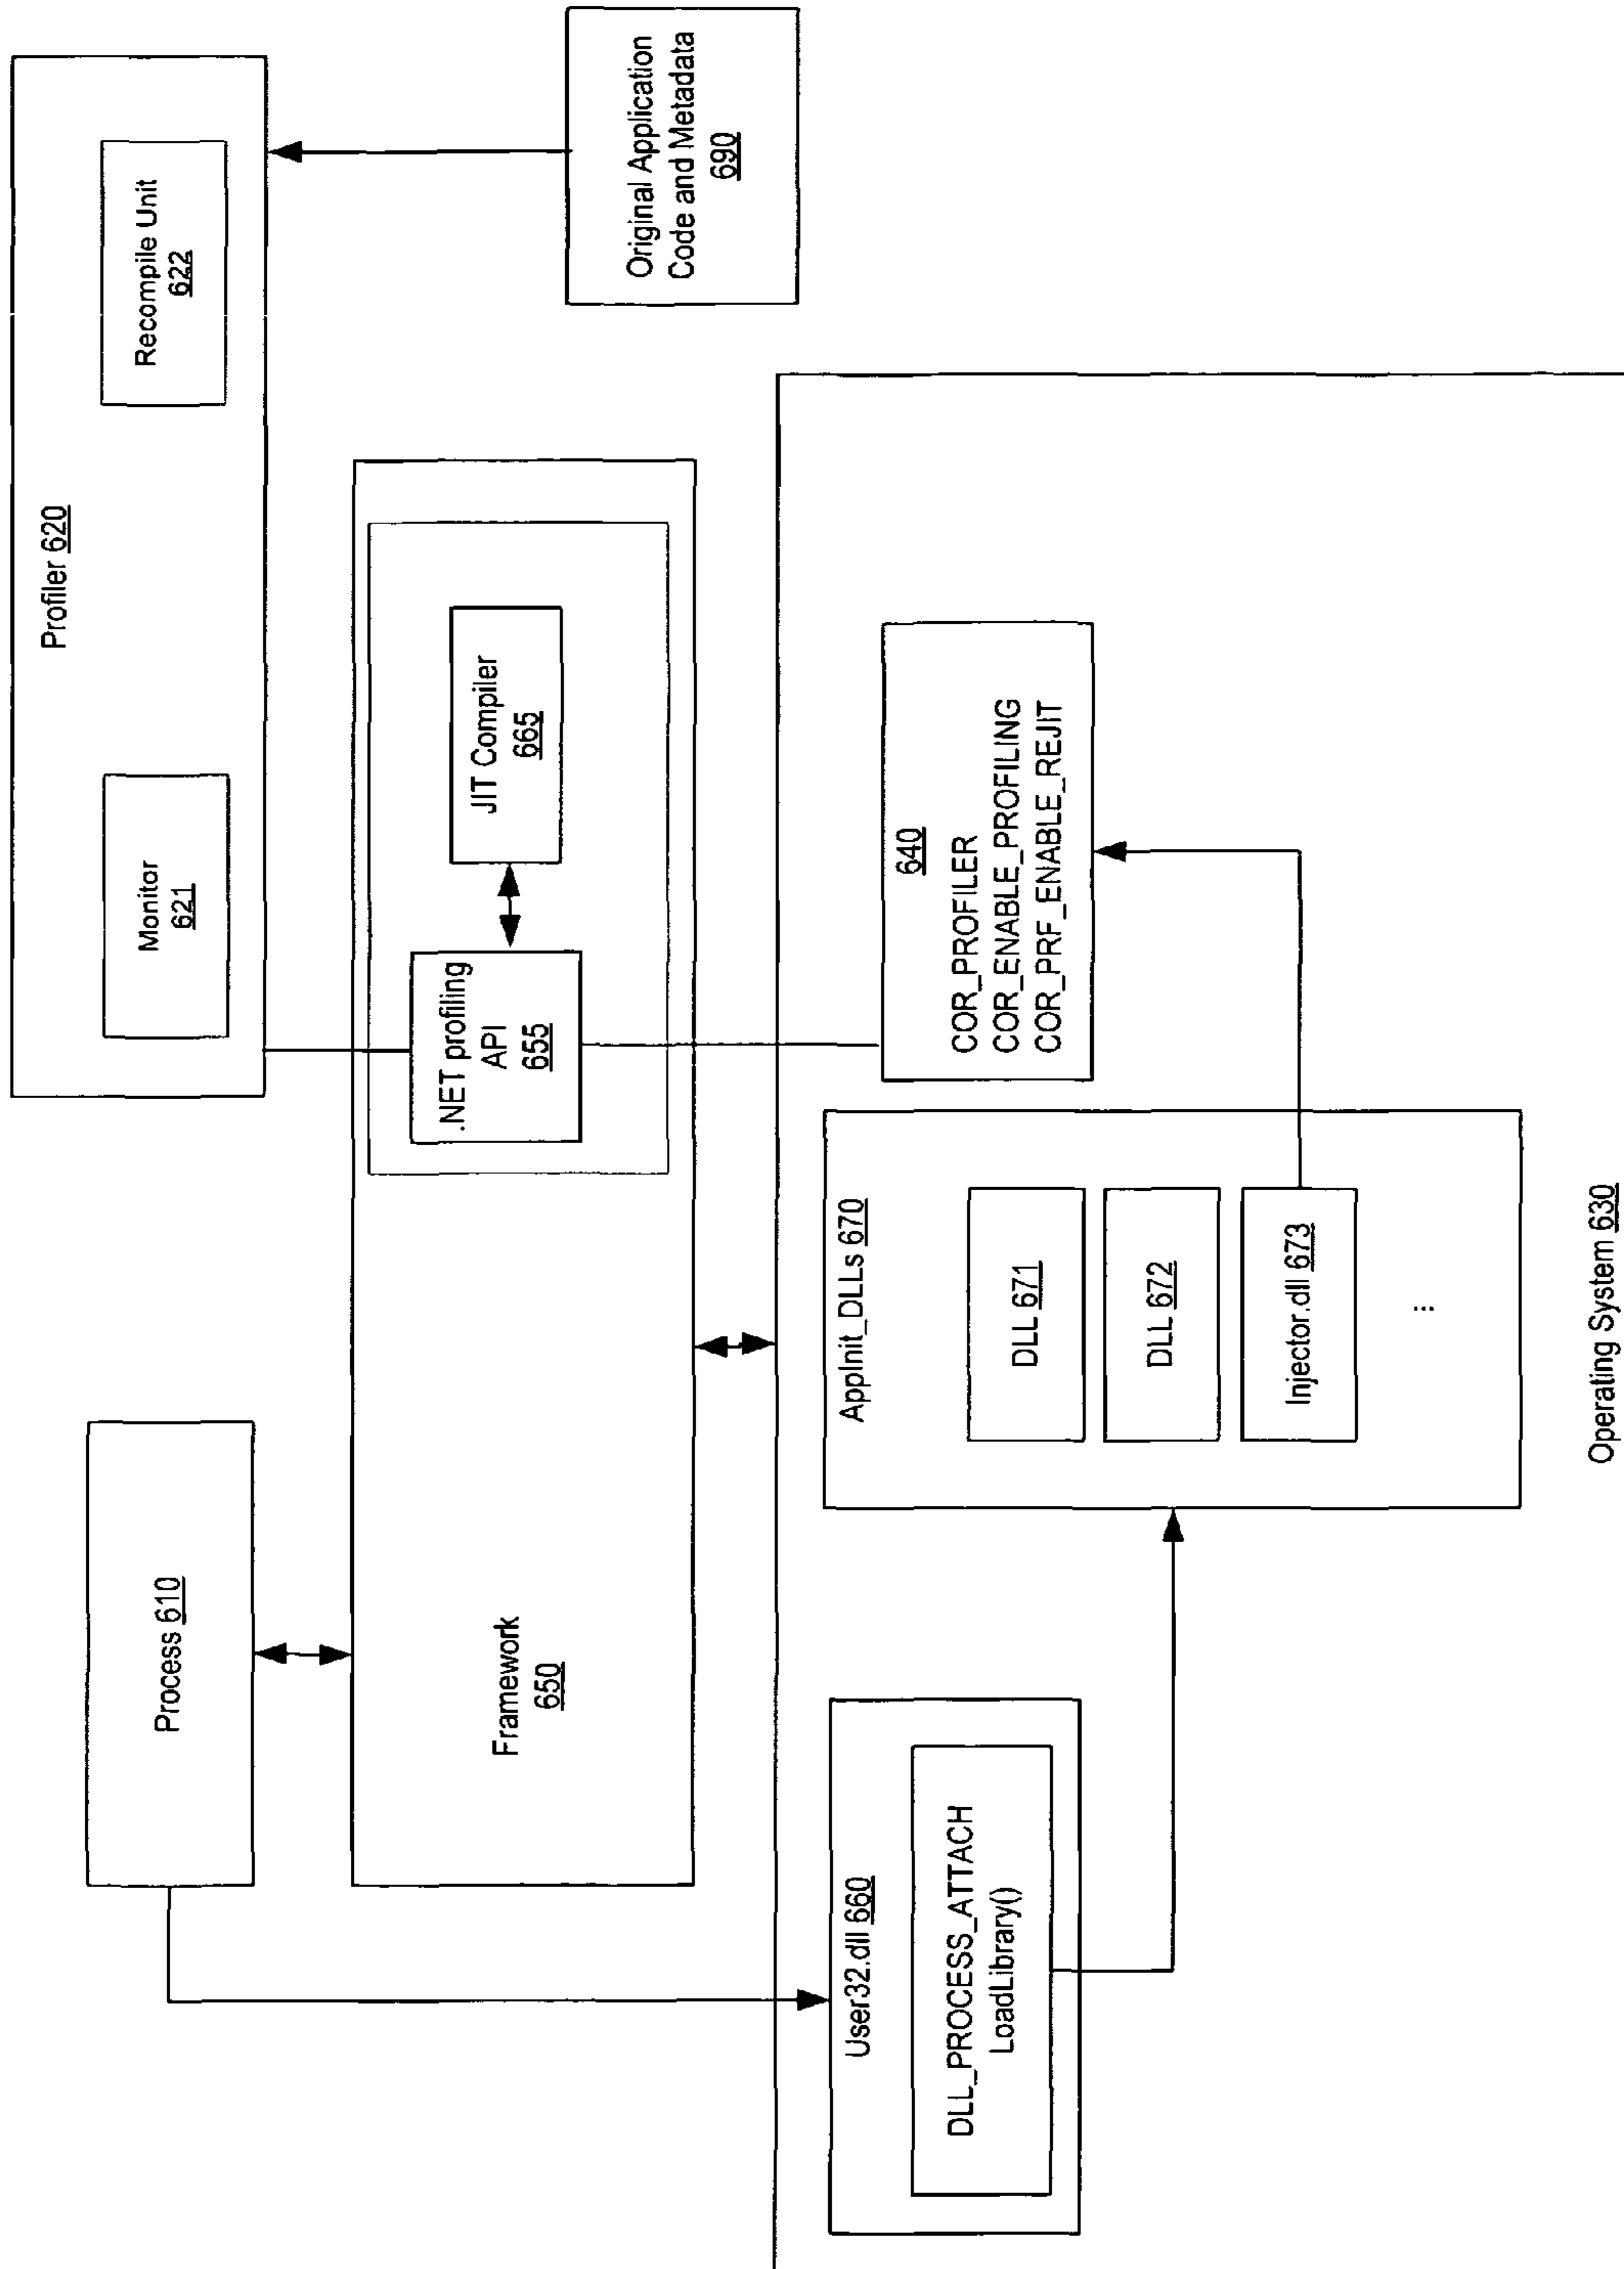 Process 610
Profiler 620
Monitor
621
Recompile Unit
622
Framework
650
.NET profiling
API
655
JIT Compiler
665
Original Application
Code and Metadata
690
User32.dll 660
DLL_PROCESS_ATTACH
LoadLibrary()
AppInit_DLLs 670
DLL 671
DLL 672
Injector.dll 673
...
640
COR_PROFILER
COR_ENABLE_PROFILING
COR_PRF_ENABLE_REJIT
Operating System 630